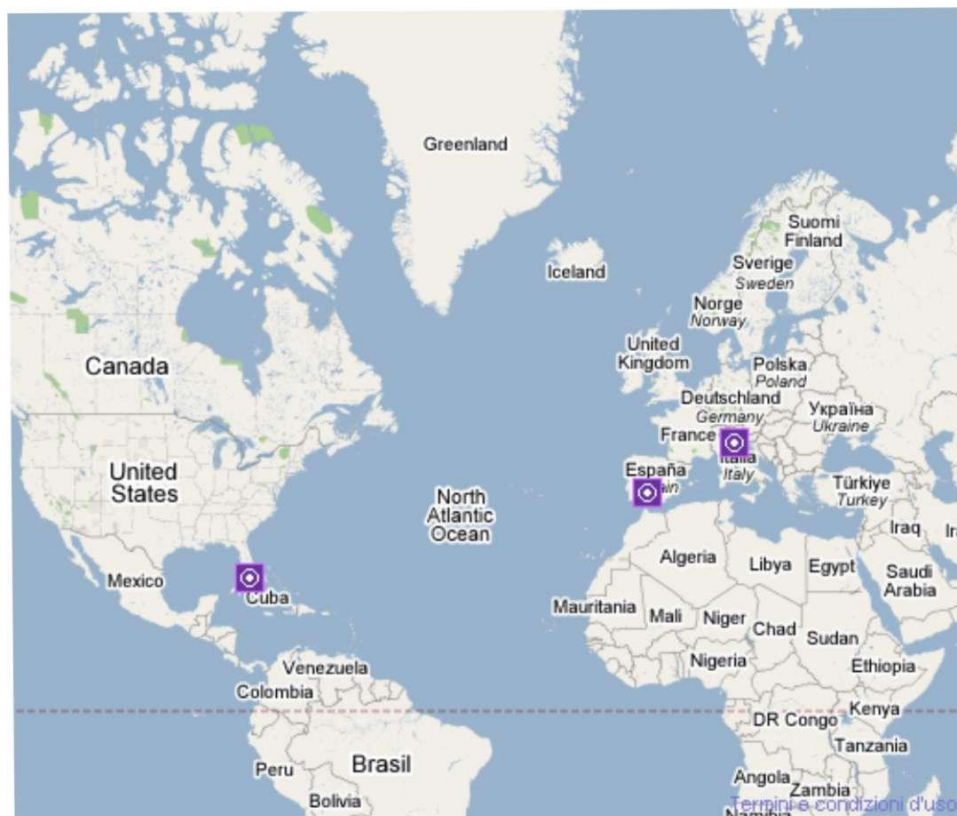 Greenland
Suomi
Finland
Iceland
Sverige
Sweden
Norge
Norway
United
Kingdom
Canada
Polska
Poland
Deutschland
Germany
Україна
Ukraine
France
Italia
Italy
España
United
States
North
Atlantic
Ocean
Türkiye
Turkey
Iraq
Algeria
Libya
Egypt
Saudi
Arabia
Mexico
Cuba
Mauritania
Mali
Niger
Chad
Sudan
Nigeria
Ethiopia
Venezuela
Colombia
Kenya
DR Congo
Tanzania
Peru
Brasil
Bolivia
Angola
Zambia
Termini e condizioni d'uso